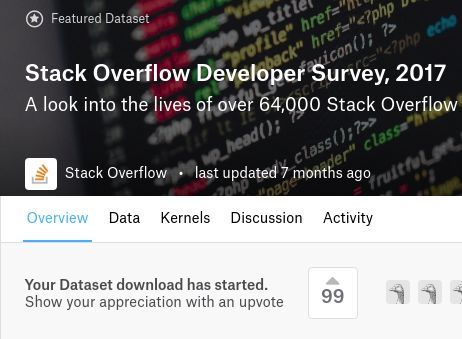 Featured Dataset
Stack Overflow Developer Survey, 2017
A look into the lives of over 64,000 Stack Overflow
Stack Overflow • last updated 7 months ago
Overview Data Kernels Discussion Activity
Your Dataset download has started.
Show your appreciation with an upvote
99